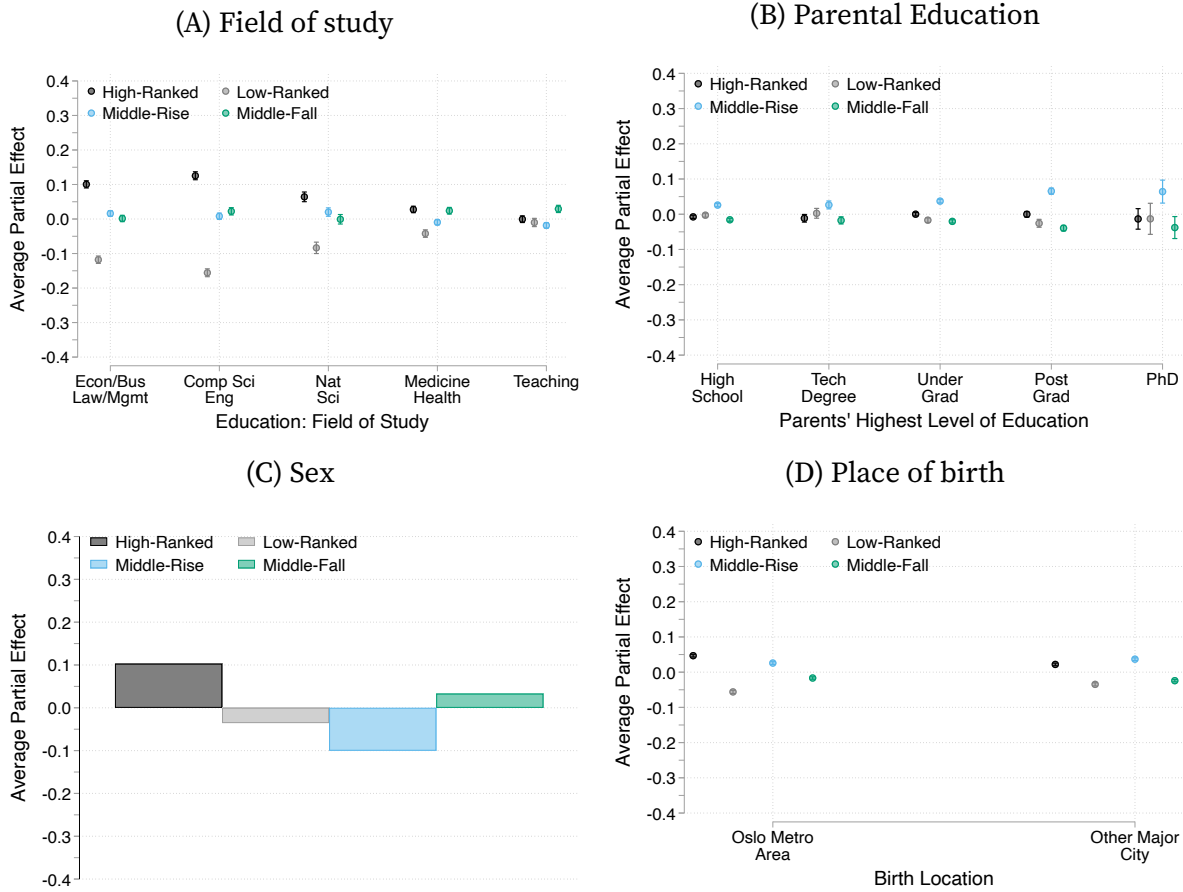 (A) Field of study
Average Partial Effect
0.4
0.3
0.2
0.1
0.0
-0.1
-0.2
-0.3
-0.4
High-Ranked
Low-Ranked
Middle-Rise
Middle-Fall
Econ/Bus
Law/Mgmt
Comp Sci
Eng
Nat
Sci
Medicine
Health
Teaching
Education: Field of Study
(B) Parental Education
Average Partial Effect
0.4
0.3
0.2
0.1
0.0
-0.1
-0.2
-0.3
-0.4
High-Ranked
Low-Ranked
Middle-Rise
Middle-Fall
High
School
Tech
Degree
Under
Grad
Post
Grad
PhD
Parents' Highest Level of Education
(C) Sex
Average Partial Effect
0.4
0.3
0.2
0.1
0.0
-0.1
-0.2
-0.3
-0.4
High-Ranked
Low-Ranked
Middle-Rise
Middle-Fall
(D) Place of birth
Average Partial Effect
0.4
0.3
0.2
0.1
0.0
-0.1
-0.2
-0.3
-0.4
High-Ranked
Low-Ranked
Middle-Rise
Middle-Fall
Oslo Metro
Area
Other Major
City
Birth Location